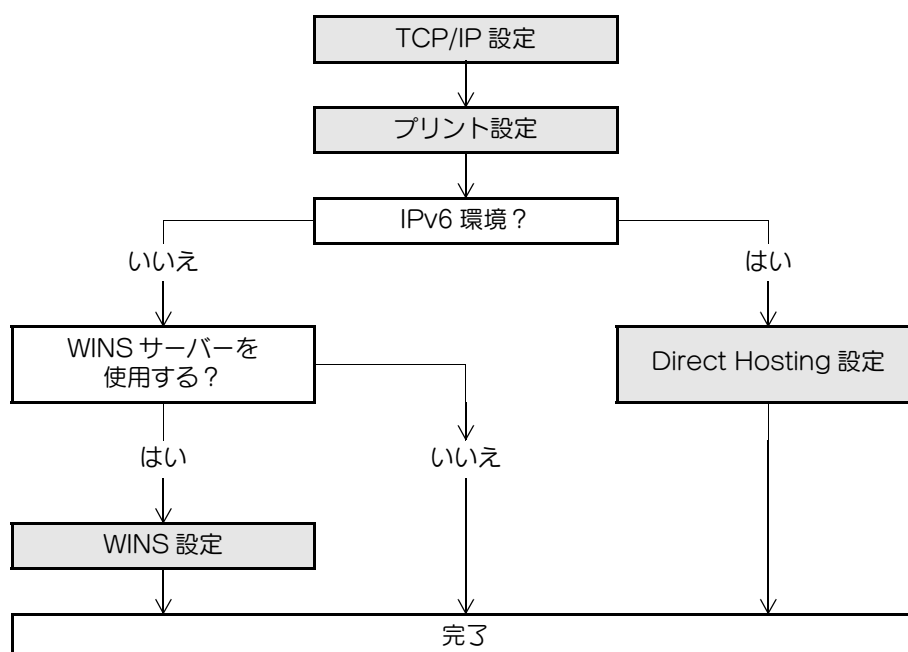 TCP/IP 設定
プリント設定
IPv6 環境？
いいえ
はい
WINS サーバーを
使用する？
Direct Hosting 設定
はい
いいえ
WINS 設定
完了